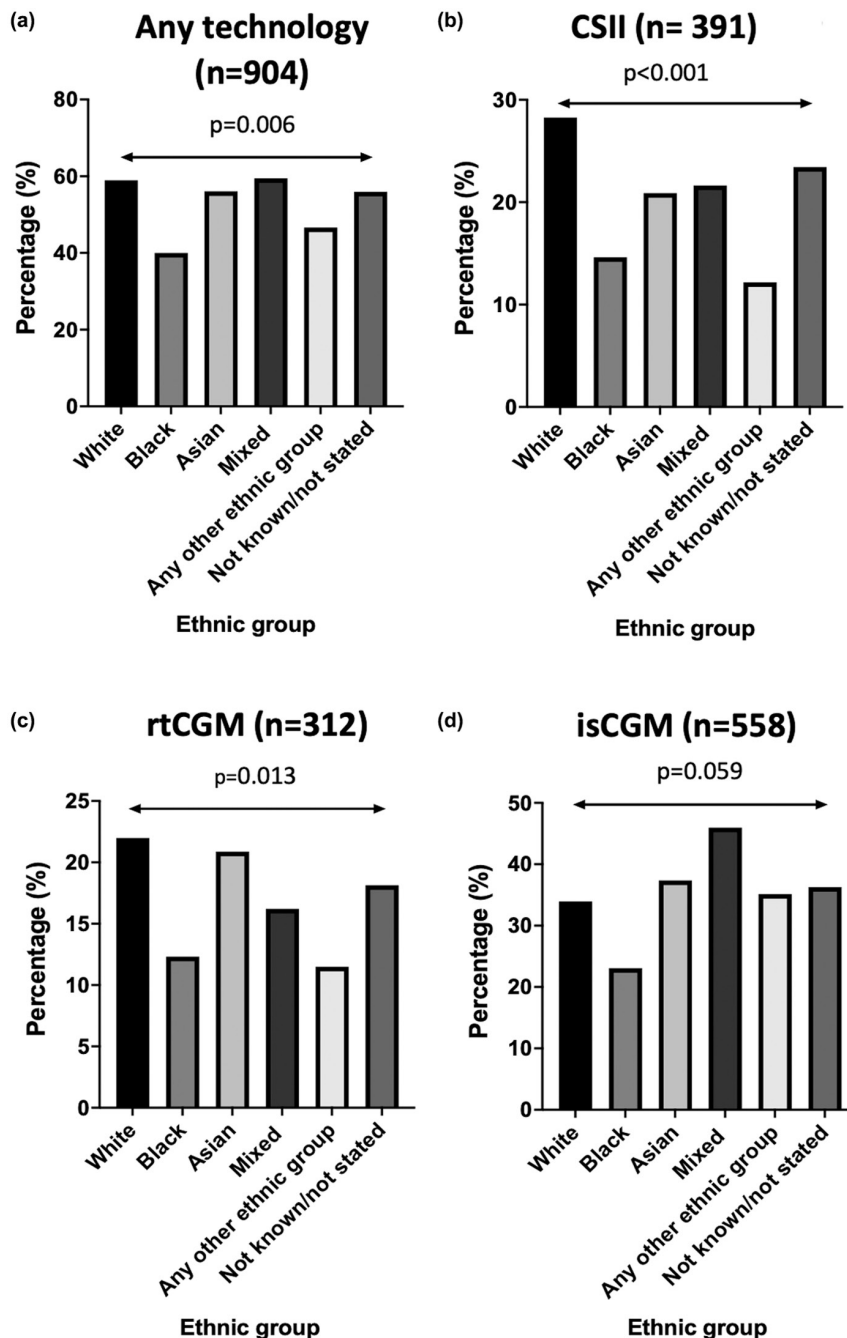 (a)
Any technology
(n=904)
p=0.006
Percentage (%)
80
60
40
20
0
White
Black
Asian
Mixed
Any other ethnic group
Not known/not stated
Ethnic group
(b)
CSII (n= 391)
p<0.001
Percentage (%)
30
20
10
0
White
Black
Asian
Mixed
Any other ethnic group
Not known/not stated
Ethnic group
(c)
rtCGM (n=312)
p=0.013
Percentage (%)
25
20
15
10
5
0
White
Black
Asian
Mixed
Any other ethnic group
Not known/not stated
Ethnic group
(d)
isCGM (n=558)
p=0.059
Percentage (%)
50
40
30
20
10
0
White
Black
Asian
Mixed
Any other ethnic group
Not known/not stated
Ethnic group